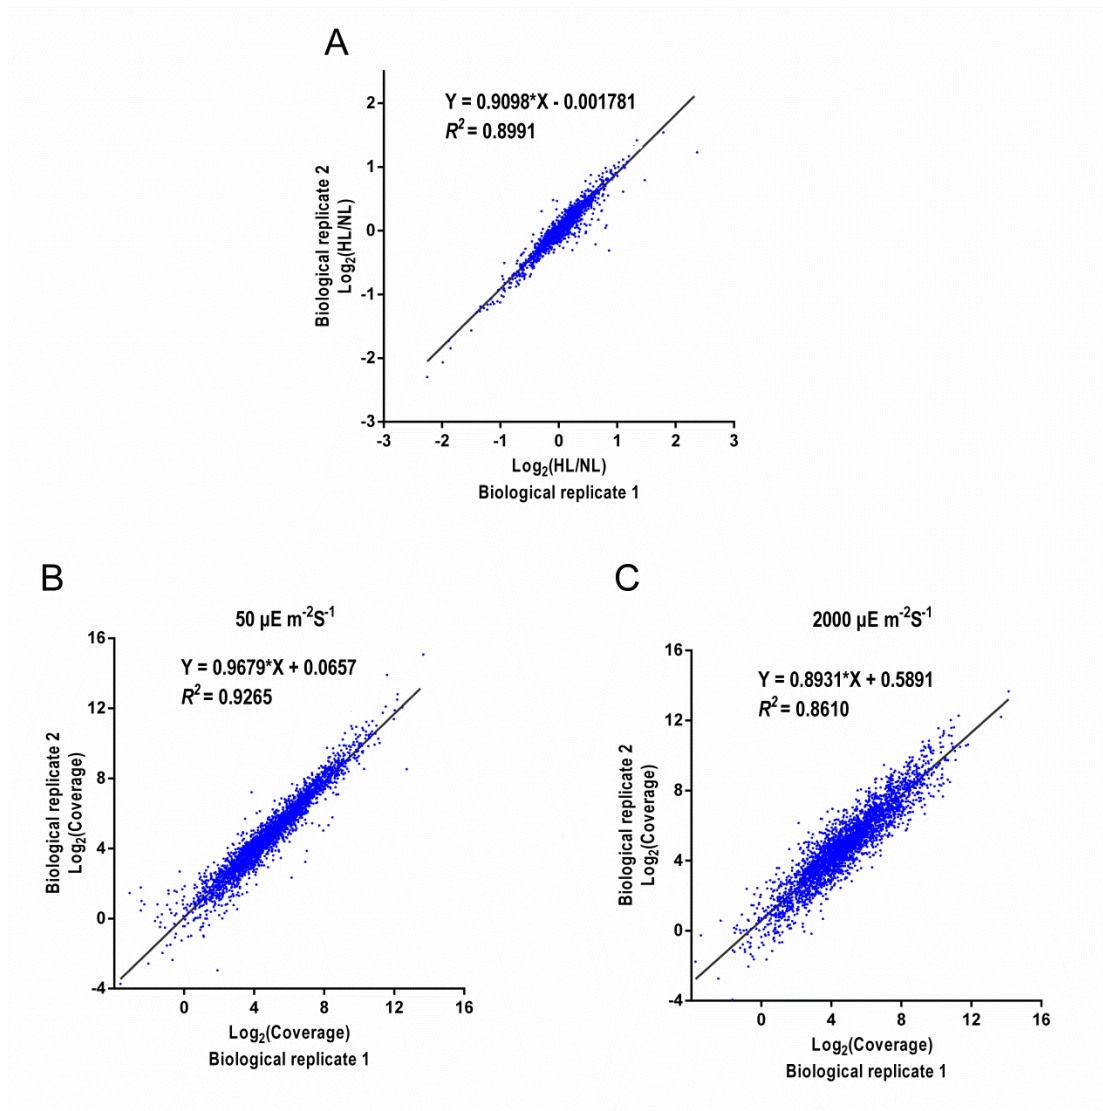 A
Y = 0.9098*X - 0.001781
R² = 0.8991
2
1
0
-1
-2
-3
Biological replicate 2
Log₂(HL/NL)
-3 -2 -1 0 1 2 3
Log₂(HL/NL)
Biological replicate 1
B
50 µE m⁻²S⁻¹
Y = 0.9679*X + 0.0657
R² = 0.9265
16
12
8
4
0
-4
Biological replicate 2
Log₂(Coverage)
0 4 8 12 16
Log₂(Coverage)
Biological replicate 1
C
2000 µE m⁻²S⁻¹
Y = 0.8931*X + 0.5891
R² = 0.8610
16
12
8
4
0
-4
Biological replicate 2
Log₂(Coverage)
0 4 8 12 16
Log₂(Coverage)
Biological replicate 1